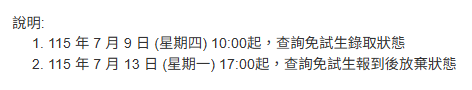 說明:
1. 115 年 7 月 9 日 (星期四) 10:00起，查詢免試生錄取狀態
2. 115 年 7 月 13 日 (星期一) 17:00起，查詢免試生報到後放棄狀態